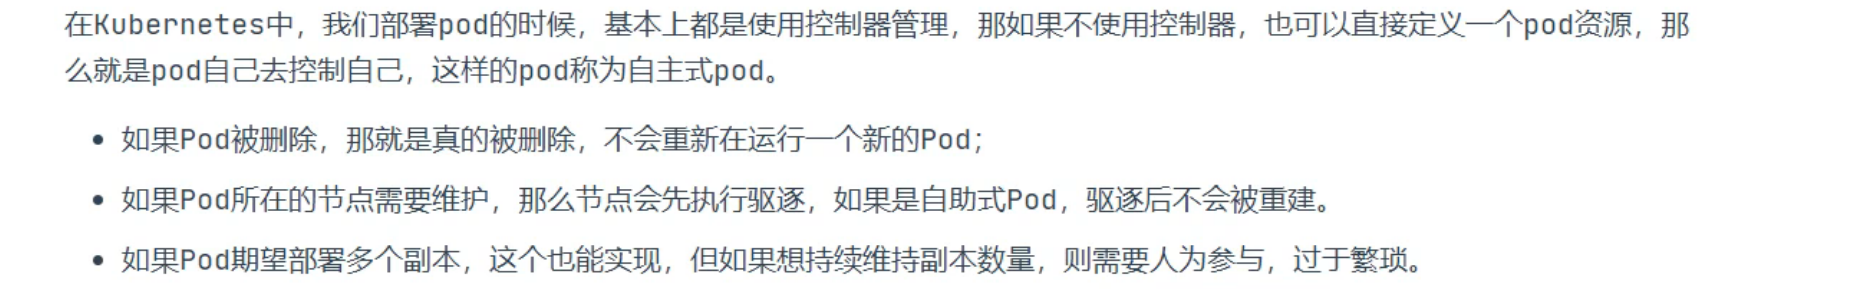 在Kubernetes中，我们部署pod的时候，基本上都是使用控制器管理，那如果不使用控制器，也可以直接定义一个pod资源，那
么就是pod自己去控制自己，这样的pod称为自主式pod。
• 如果Pod被删除，那就是真的被删除，不会重新在运行一个新的Pod；
• 如果Pod所在的节点需要维护，那么节点会先执行驱逐，如果是自助式Pod，驱逐后不会被重建。
• 如果Pod期望部署多个副本，这个也能实现，但如果想持续维持副本数量，则需要人为参与，过于繁琐。